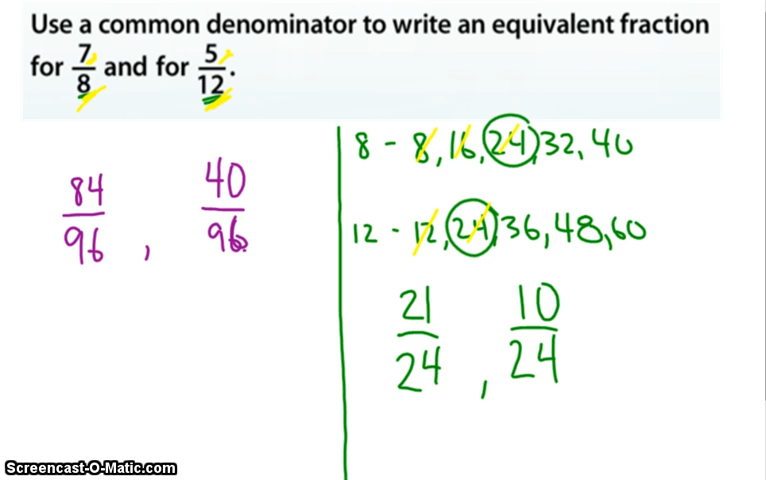 Use a common denominator to write an equivalent fraction
for 7/8 and for 5/12.
84/96 , 40/96
8 - 8, 16, 24, 32, 40
12 - 12, 24, 36, 48, 60
21/24 , 10/24
Screencast-O-Matic.com